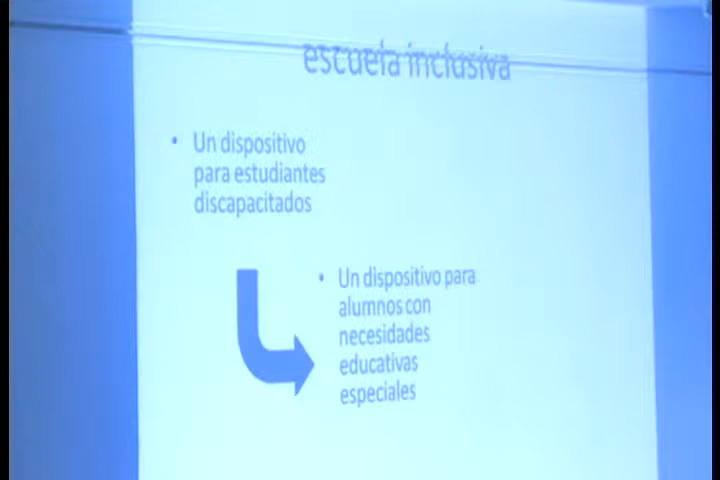 escuela inclusiva
• Un dispositivo
para estudiantes
discapacitados
• Un dispositivo para
alumnos con
necesidades
educativas
especiales